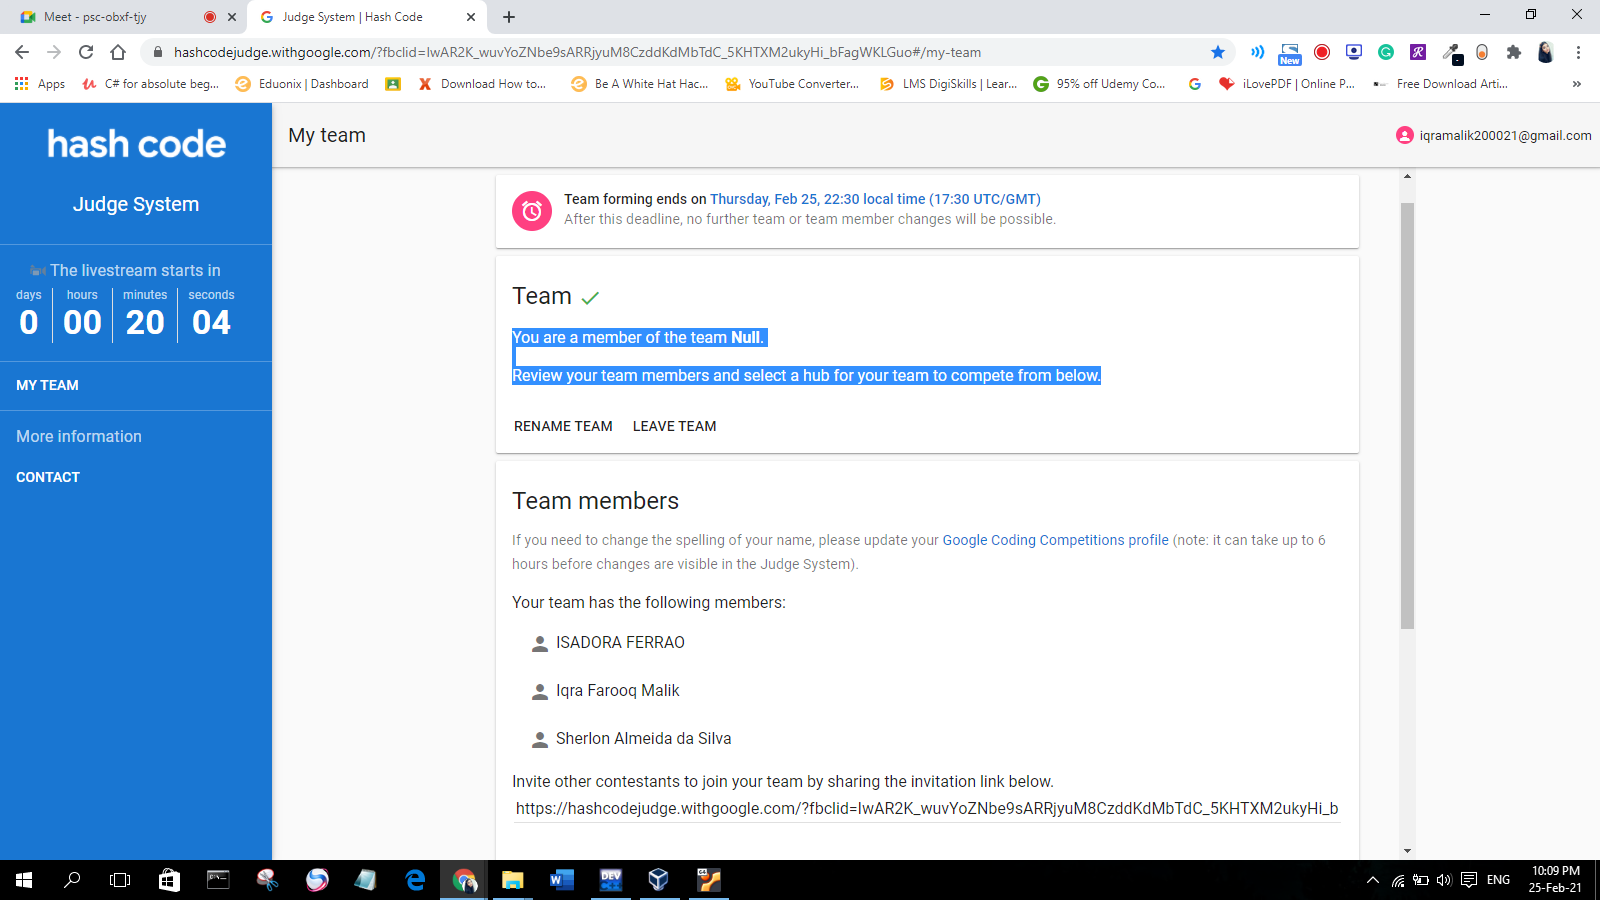 Meet - psc-obxf-tjy
Judge System | Hash Code
hashcodejudge.withgoogle.com/?fbclid=IwAR2K_wuvYoZNbe9sARRjyuM8CzddKdMbTdC_5KHTXM2ukyHi_bFagWKLGuo#/my-team
New
Apps
C# for absolute beg...
Eduonix | Dashboard
Download How to...
Be A White Hat Hac...
YouTube Converter...
LMS DigiSkills | Lear...
95% off Udemy Co...
iLovePDF | Online P...
Free Download Arti...
hash code
Judge System
The livestream starts in
days hours minutes seconds
0 00 20 04
MY TEAM
More information
CONTACT
My team
iqramalik200021@gmail.com
Team forming ends on Thursday, Feb 25, 22:30 local time (17:30 UTC/GMT)
After this deadline, no further team or team member changes will be possible.
Team
You are a member of the team Null.
Review your team members and select a hub for your team to compete from below.
RENAME TEAM LEAVE TEAM
Team members
If you need to change the spelling of your name, please update your Google Coding Competitions profile (note: it can take up to 6
hours before changes are visible in the Judge System).
Your team has the following members:
ISADORA FERRAO
Iqra Farooq Malik
Sherlon Almeida da Silva
Invite other contestants to join your team by sharing the invitation link below.
https://hashcodejudge.withgoogle.com/?fbclid=IwAR2K_wuvYoZNbe9sARRjyuM8CzddKdMbTdC_5KHTXM2ukyHi_b
DEV
64
ENG
10:09 PM
25-Feb-21